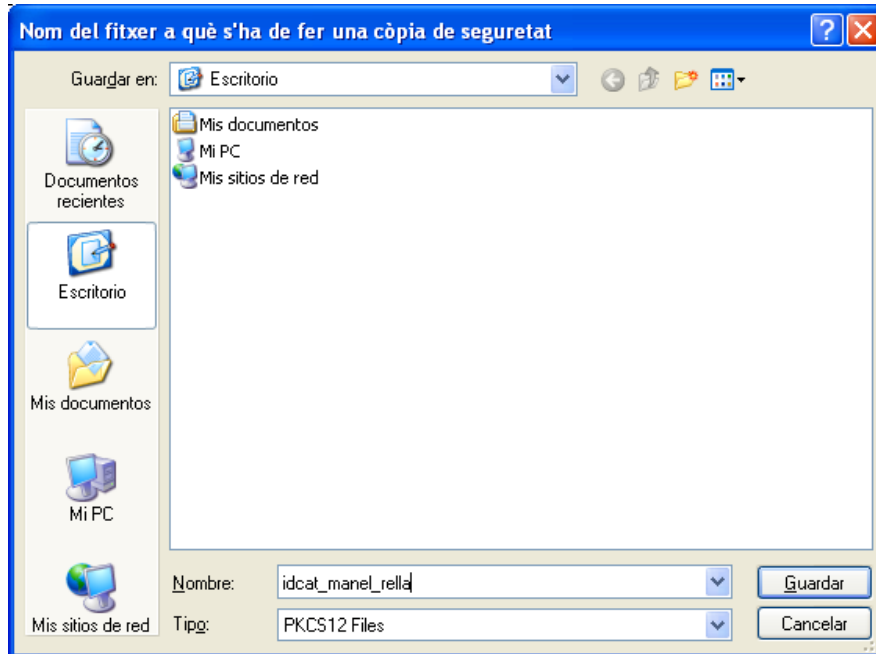 Nom del fitxer a què s'ha de fer una còpia de seguretat
Guardar en:
Escritorio
Documentos
recientes
Escritorio
Mis documentos
Mi PC
Mis sitios de red
Mis documentos
Mi PC
Mis sitios de red
Nombre:
idcat_manel_rella
Guardar
Tipo:
PKCS12 Files
Cancelar